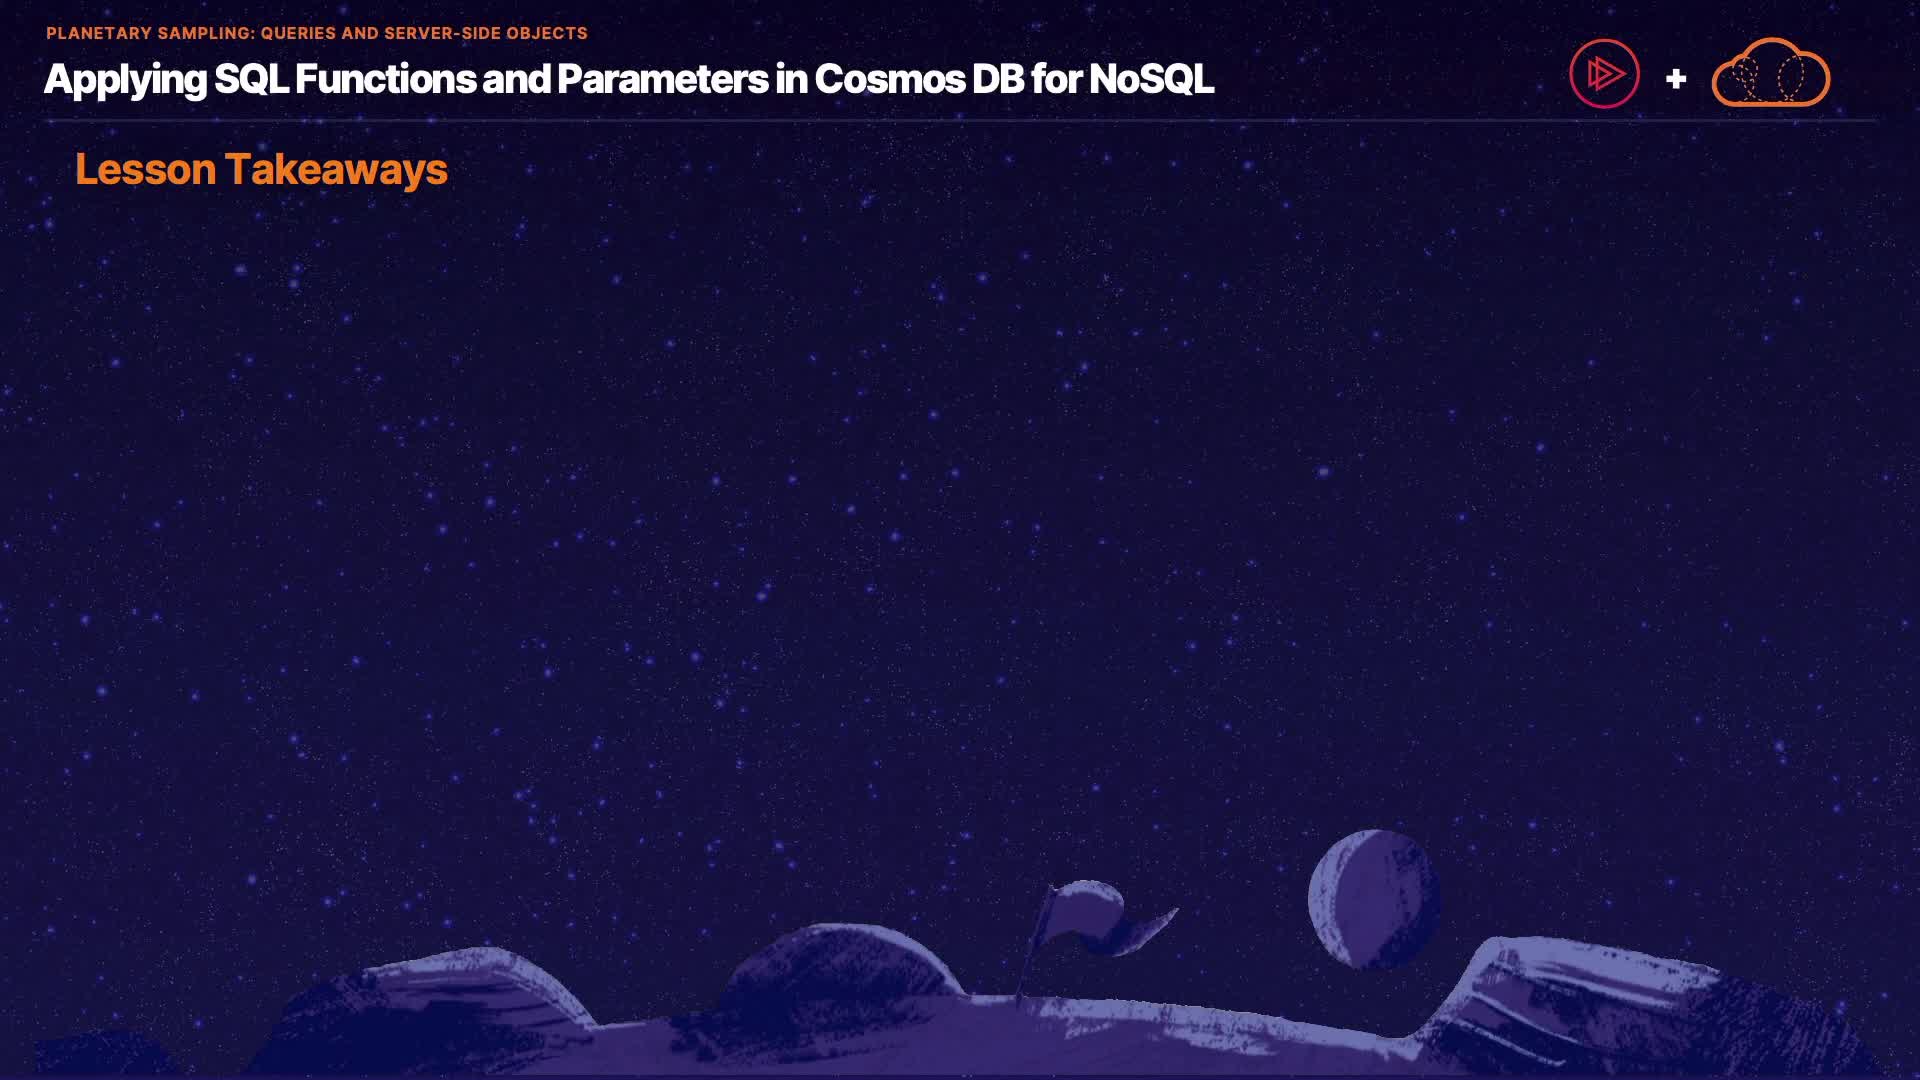 PLANETARY SAMPLING: QUERIES AND SERVER-SIDE OBJECTS
Applying SQL Functions and Parameters in Cosmos DB for NoSQL
+
Lesson Takeaways